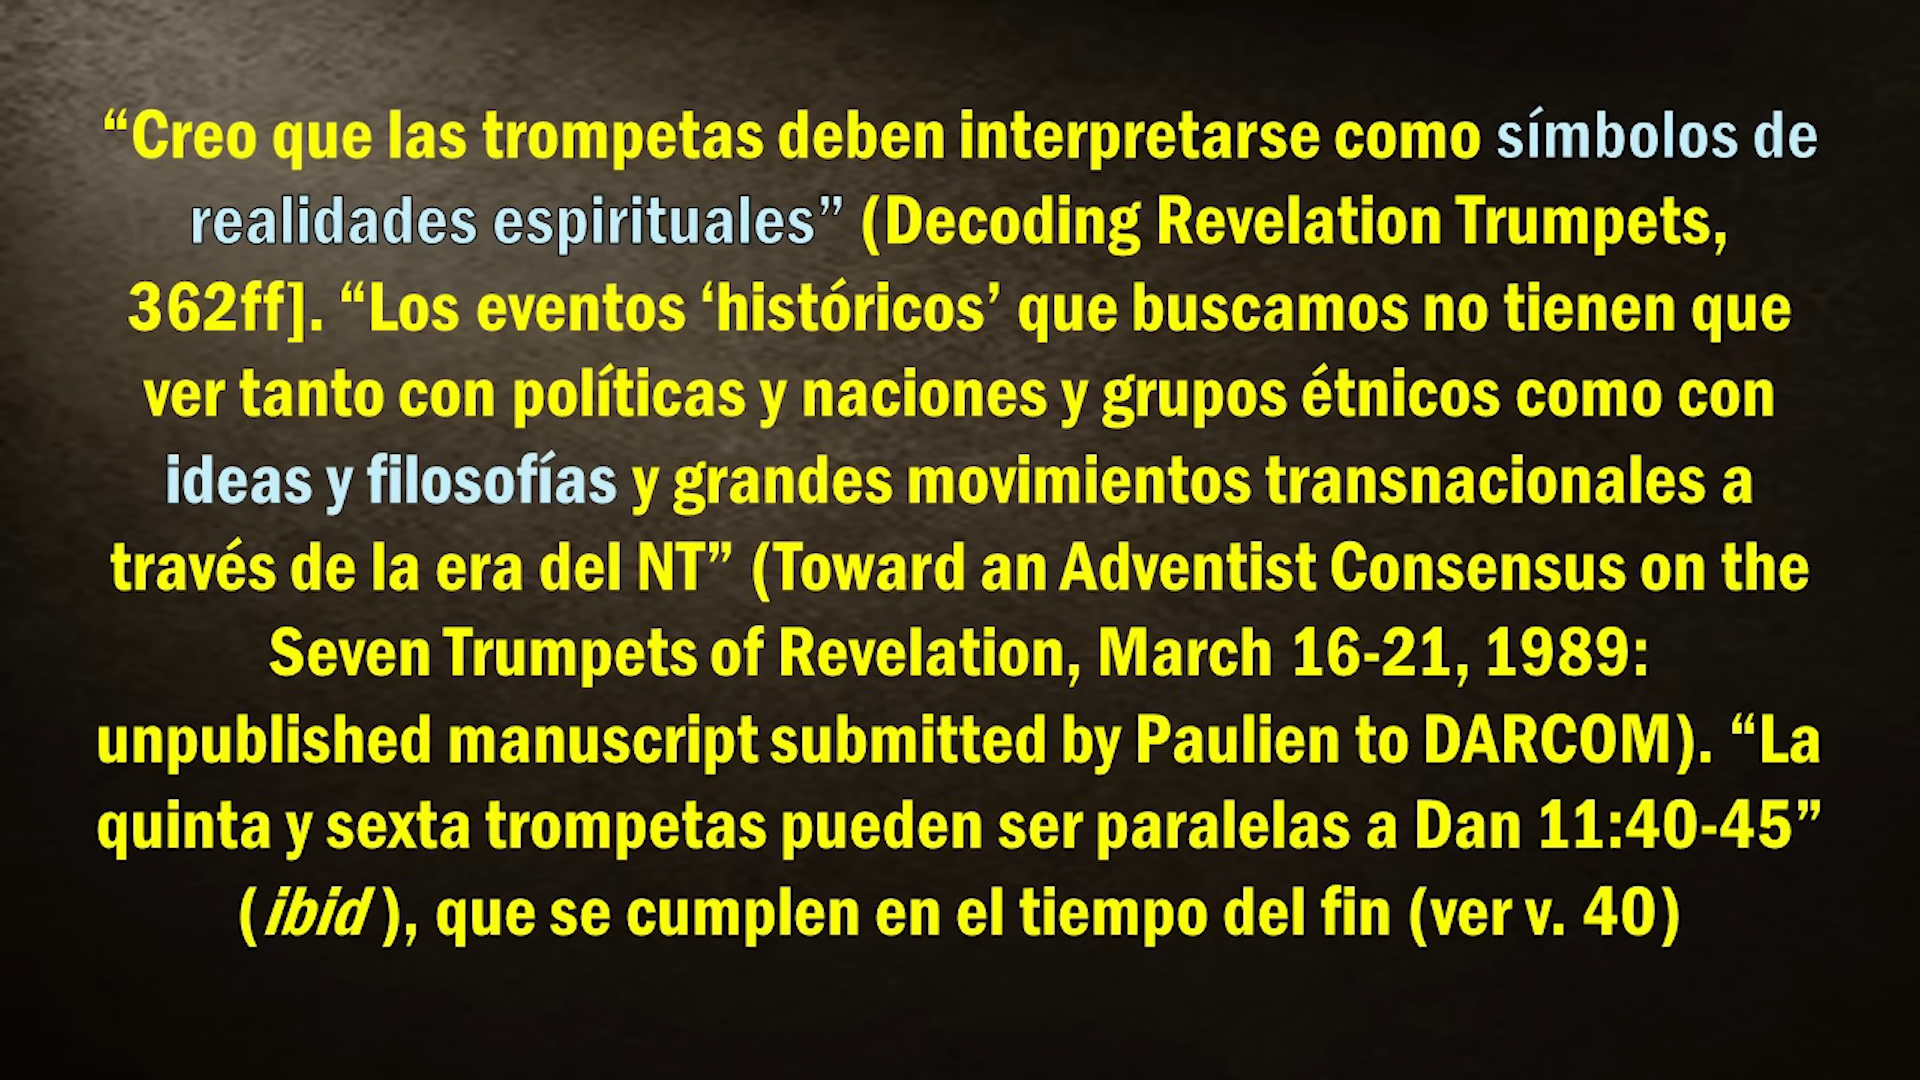 “Creo que las trompetas deben interpretarse como símbolos de
realidades espirituales” (Decoding Revelation Trumpets,
362ff]. “Los eventos ‘históricos’ que buscamos no tienen que
ver tanto con políticas y naciones y grupos étnicos como con
ideas y filosofías y grandes movimientos transnacionales a
través de la era del NT” (Toward an Adventist Consensus on the
Seven Trumpets of Revelation, March 16-21, 1989:
unpublished manuscript submitted by Paulien to DARCOM). “La
quinta y sexta trompetas pueden ser paralelas a Dan 11:40-45”
(ibid), que se cumplen en el tiempo del fin (ver v. 40)